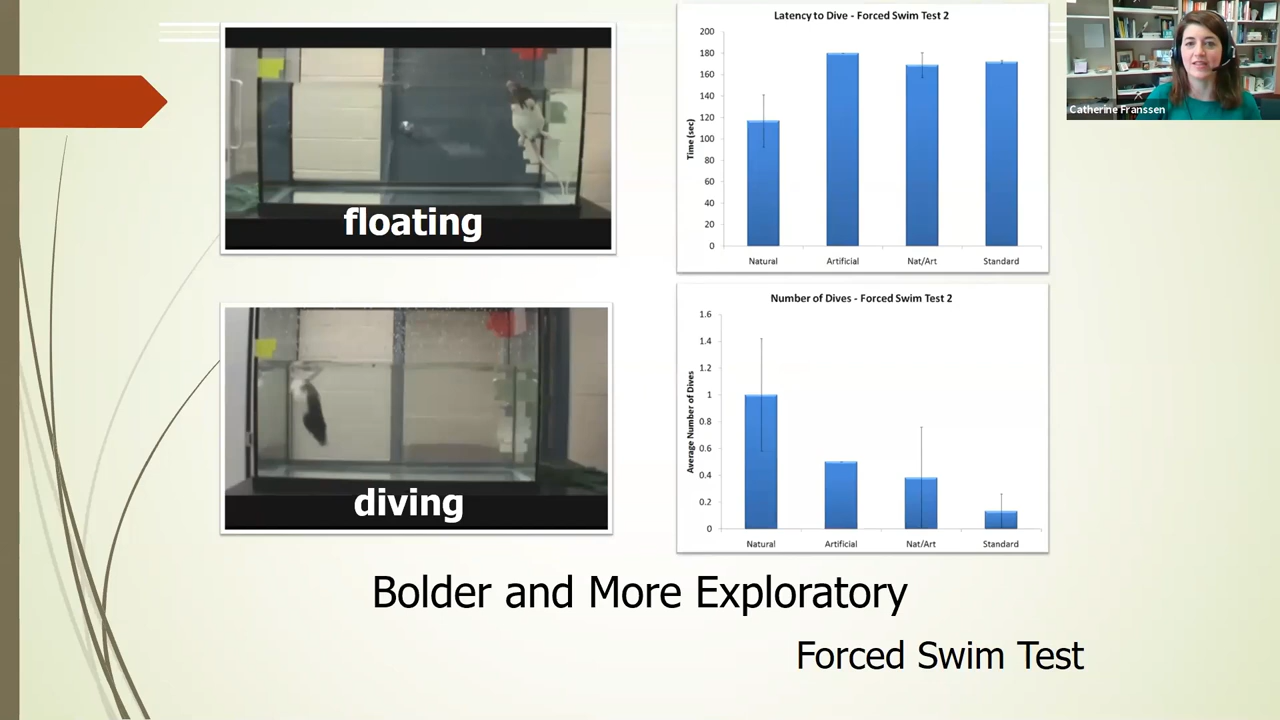 floating
diving
Latency to Dive - Forced Swim Test 2
Time (sec)
200
180
160
140
120
100
80
60
40
20
0
Natural Artificial Nat/Art Standard
Number of Dives - Forced Swim Test 2
Average Number of Dives
1.6
1.4
1.2
1
0.8
0.6
0.4
0.2
0
Natural Artificial Nat/Art Standard
Catherine Franssen
Bolder and More Exploratory
Forced Swim Test